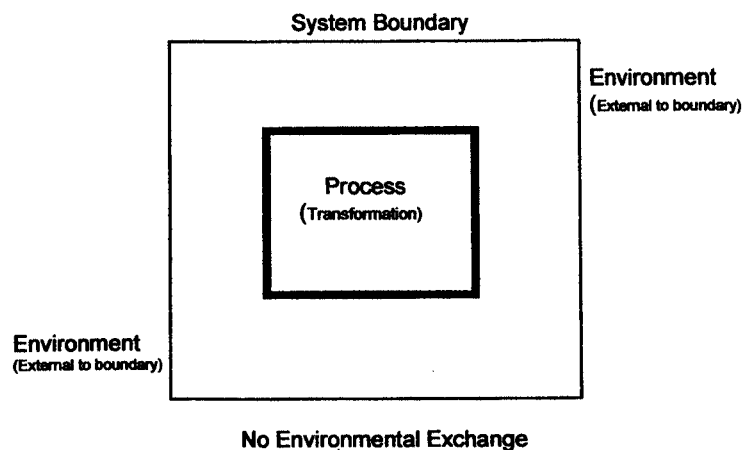 System Boundary
Environment
(External to boundary)
Process
(Transformation)
Environment
(External to boundary)
No Environmental Exchange